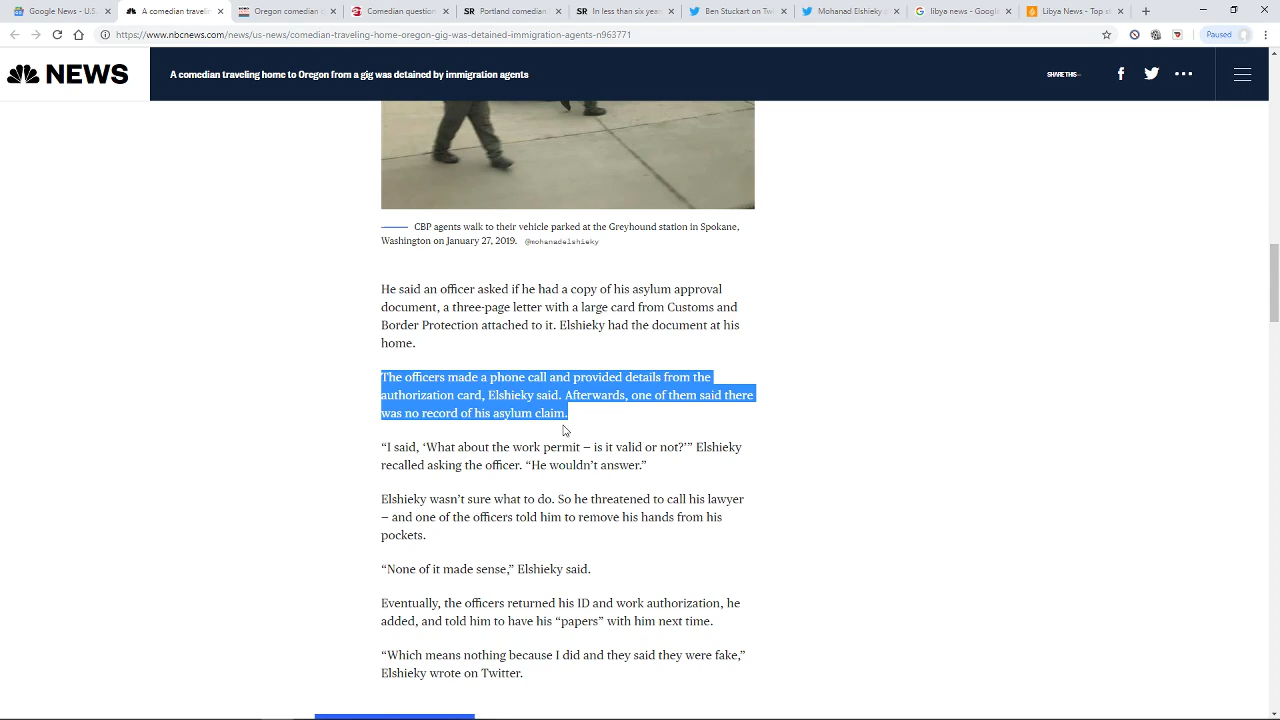 Google News - U.S.
A comedian traveli
Oregon comedian
Comedian question
Portland comedian
In less than six year
Ben Stuckart on Twi
Mohanad Elshieky
libya news - Google
Libya News - Top st
https://www.nbcnews.com/news/us-news/comedian-traveling-home-oregon-gig-was-detained-immigration-agents-n963771
Paused
NEWS
A comedian traveling home to Oregon from a gig was detained by immigration agents
SHARE THIS —
CBP agents walk to their vehicle parked at the Greyhound station in Spokane,
Washington on January 27, 2019. @mohanadelshieky
He said an officer asked if he had a copy of his asylum approval
document, a three-page letter with a large card from Customs and
Border Protection attached to it. Elshieky had the document at his
home.
The officers made a phone call and provided details from the
authorization card, Elshieky said. Afterwards, one of them said there
was no record of his asylum claim.
“I said, ‘What about the work permit — is it valid or not?’” Elshieky
recalled asking the officer. “He wouldn’t answer.”
Elshieky wasn’t sure what to do. So he threatened to call his lawyer
— and one of the officers told him to remove his hands from his
pockets.
“None of it made sense,” Elshieky said.
Eventually, the officers returned his ID and work authorization, he
added, and told him to have his “papers” with him next time.
“Which means nothing because I did and they said they were fake,”
Elshieky wrote on Twitter.